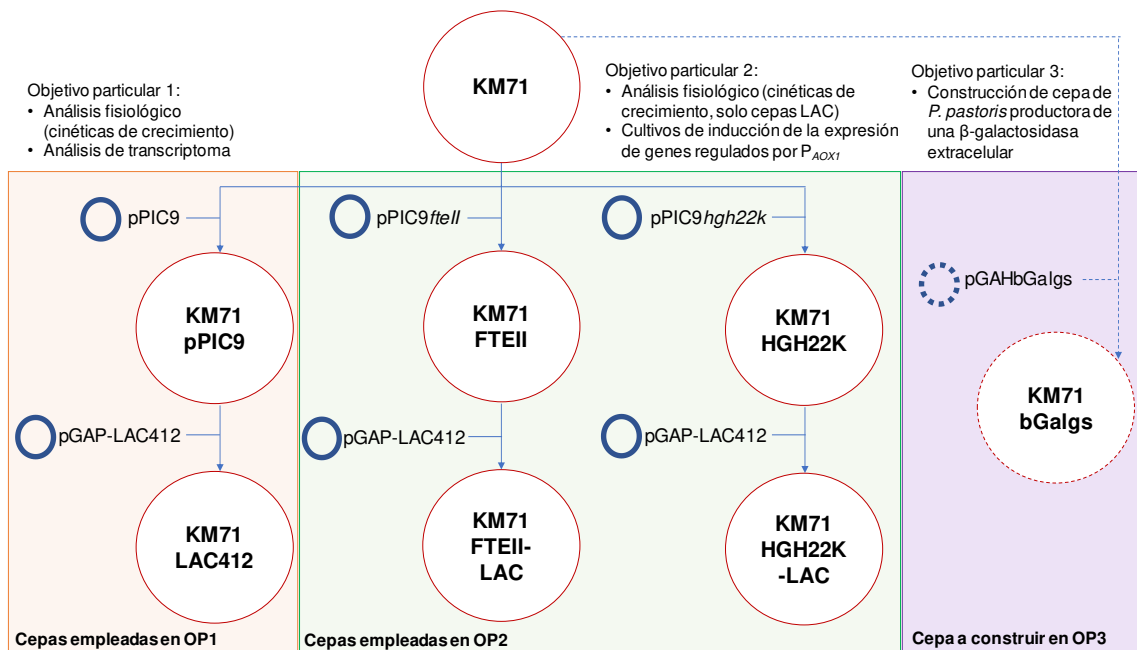 KM71
Objetivo particular 1:
• Análisis fisiológico
(cinéticas de crecimiento)
• Análisis de transcriptoma
Objetivo particular 2:
• Análisis fisiológico (cinéticas de
crecimiento, solo cepas LAC)
• Cultivos de inducción de la expresión
de genes regulados por PAOX1
Objetivo particular 3:
• Construcción de cepa de
P. pastoris productora de
una β-galactosidasa
extracelular
pPIC9
pPIC9fteII
pPIC9hgh22k
pGAHbGalgs
KM71
pPIC9
KM71
FTEII
KM71
HGH22K
KM71
bGalgs
pGAP-LAC412
pGAP-LAC412
pGAP-LAC412
KM71
LAC412
KM71
FTEII-
LAC
KM71
HGH22K
-LAC
Cepas empleadas en OP1
Cepas empleadas en OP2
Cepa a construir en OP3